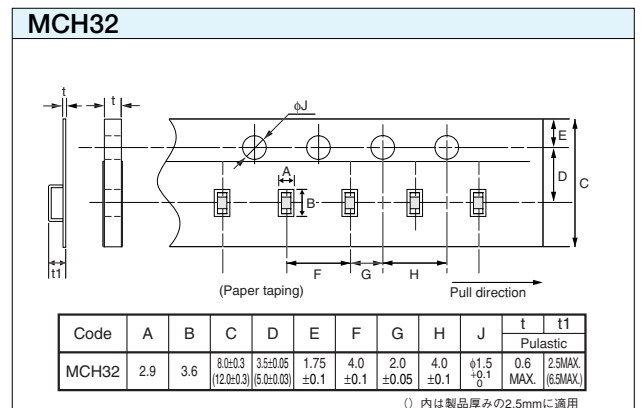 MCH32
t
t
φJ
E
A
D
C
B
t1
F
G
H
(Paper taping)
Pull direction
Code A B C D E F G H J t t1
Pulastic
MCH32 2.9 3.6 8.0±0.3 3.5±0.05 1.75 ±0.1 4.0 ±0.1 2.0 ±0.05 4.0 ±0.1 φ1.5 +0.1 0 0.6 MAX. 2.5MAX.
(12.0±0.3) (5.0±0.03) (6.5MAX.)
() 内は製品厚みの2.5mmに適用